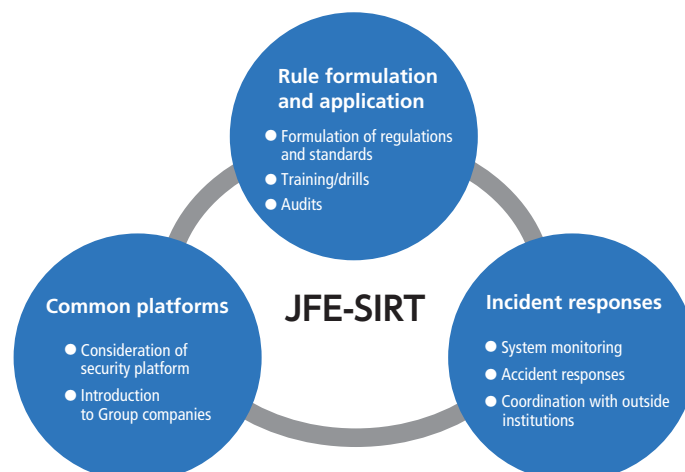 Rule formulation
and application
● Formulation of regulations
and standards
● Training/drills
● Audits
JFE-SIRT
Common platforms
● Consideration of
security platform
● Introduction
to Group companies
Incident responses
● System monitoring
● Accident responses
● Coordination with outside
institutions